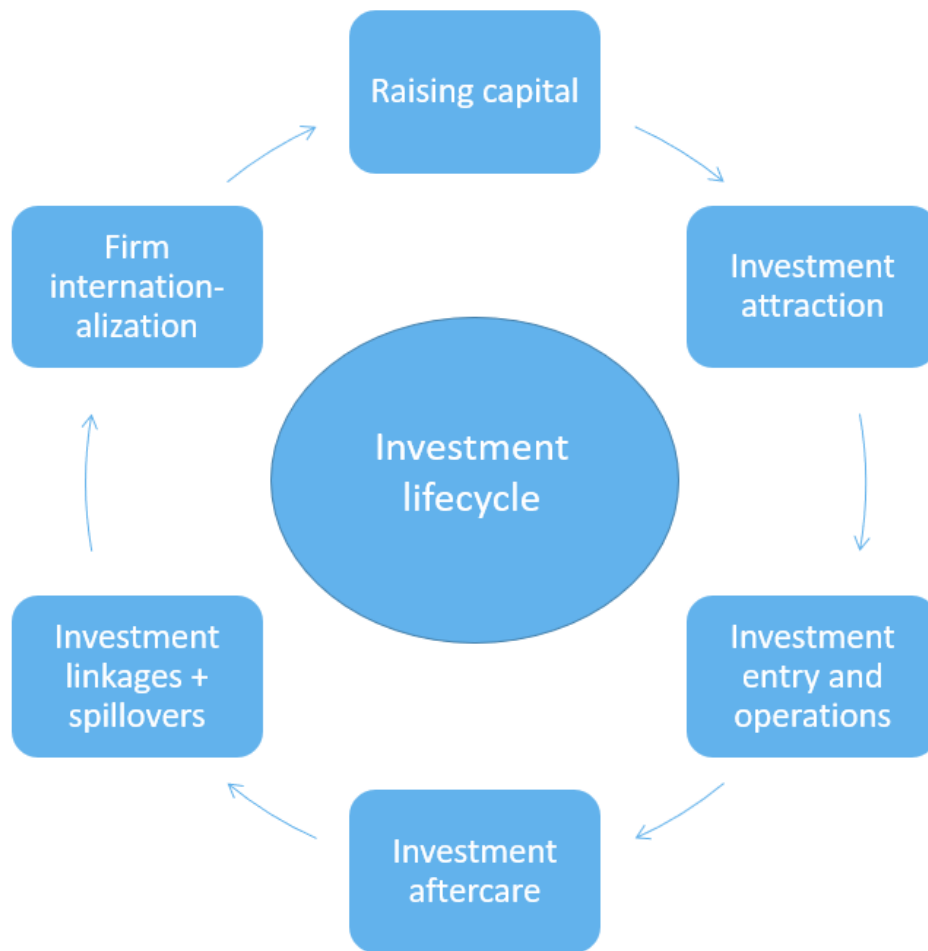 Raising capital
Investment
attraction
Investment
entry and
operations
Investment
aftercare
Investment
linkages +
spillovers
Firm
internation-
alization
Investment
lifecycle